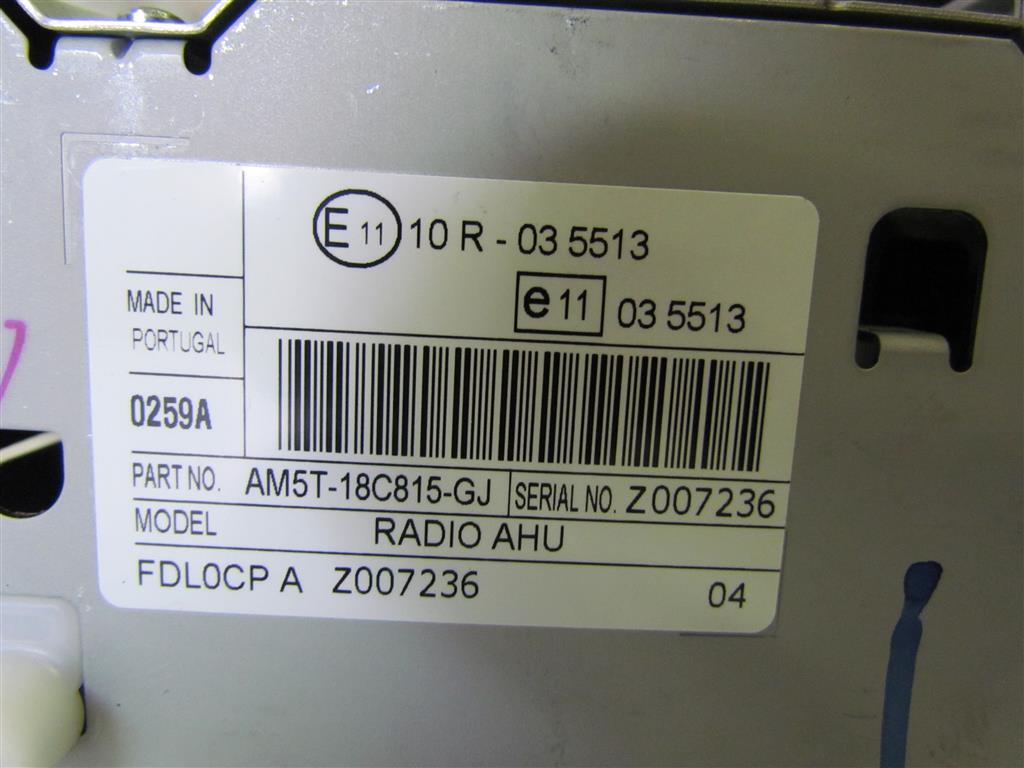 E 11 10 R - 03 5513
e 11 03 5513
MADE IN
PORTUGAL
0259A
PART NO. AM5T-18C815-GJ SERIAL NO. Z007236
MODEL RADIO AHU
FDL0CP A Z007236 04